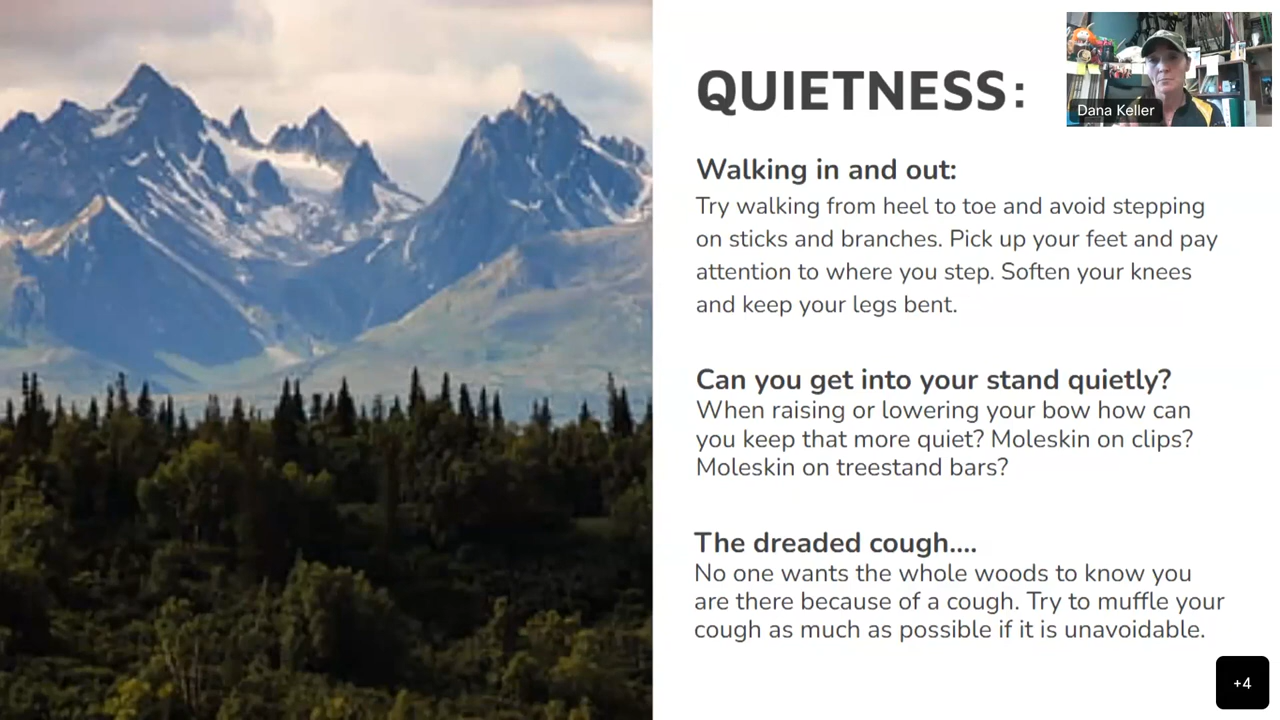 QUIETNESS:
Dana Keller
Walking in and out:
Try walking from heel to toe and avoid stepping
on sticks and branches. Pick up your feet and pay
attention to where you step. Soften your knees
and keep your legs bent.
Can you get into your stand quietly?
When raising or lowering your bow how can
you keep that more quiet? Moleskin on clips?
Moleskin on treestand bars?
The dreaded cough....
No one wants the whole woods to know you
are there because of a cough. Try to muffle your
cough as much as possible if it is unavoidable.
+4